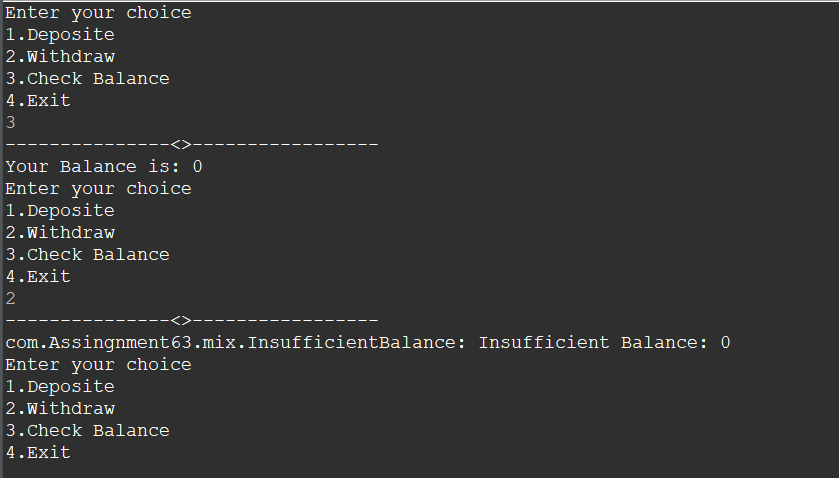 Enter your choice
1.Deposite
2.Withdraw
3.Check Balance
4.Exit
3
---------------<>-----------------
Your Balance is: 0
Enter your choice
1.Deposite
2.Withdraw
3.Check Balance
4.Exit
2
---------------<>-----------------
com.Assingnment63.mix.InsufficientBalance: Insufficient Balance: 0
Enter your choice
1.Deposite
2.Withdraw
3.Check Balance
4.Exit